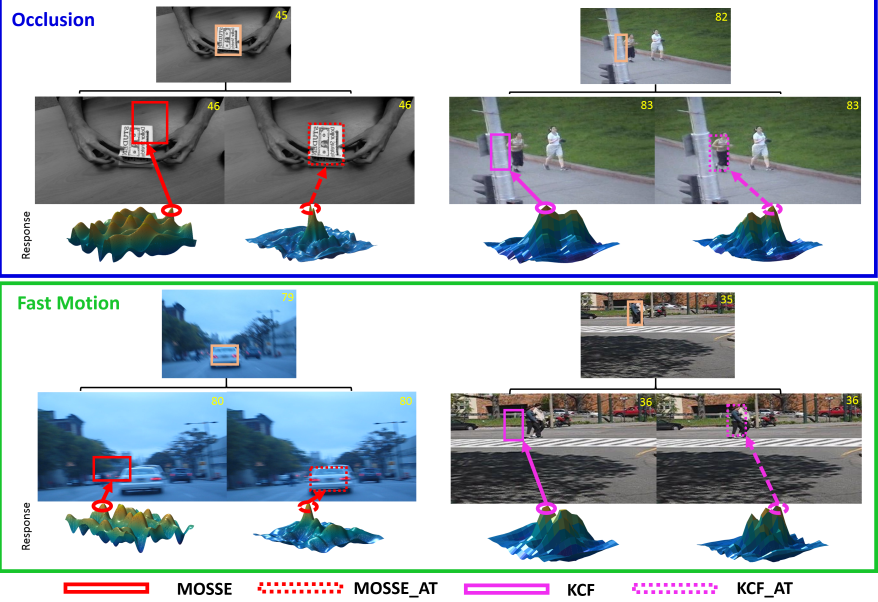 Occlusion
45
82
46
46
83
83
Response
Fast Motion
79
35
80
80
36
36
Response
MOSSE
MOSSE_AT
KCF
KCF_AT